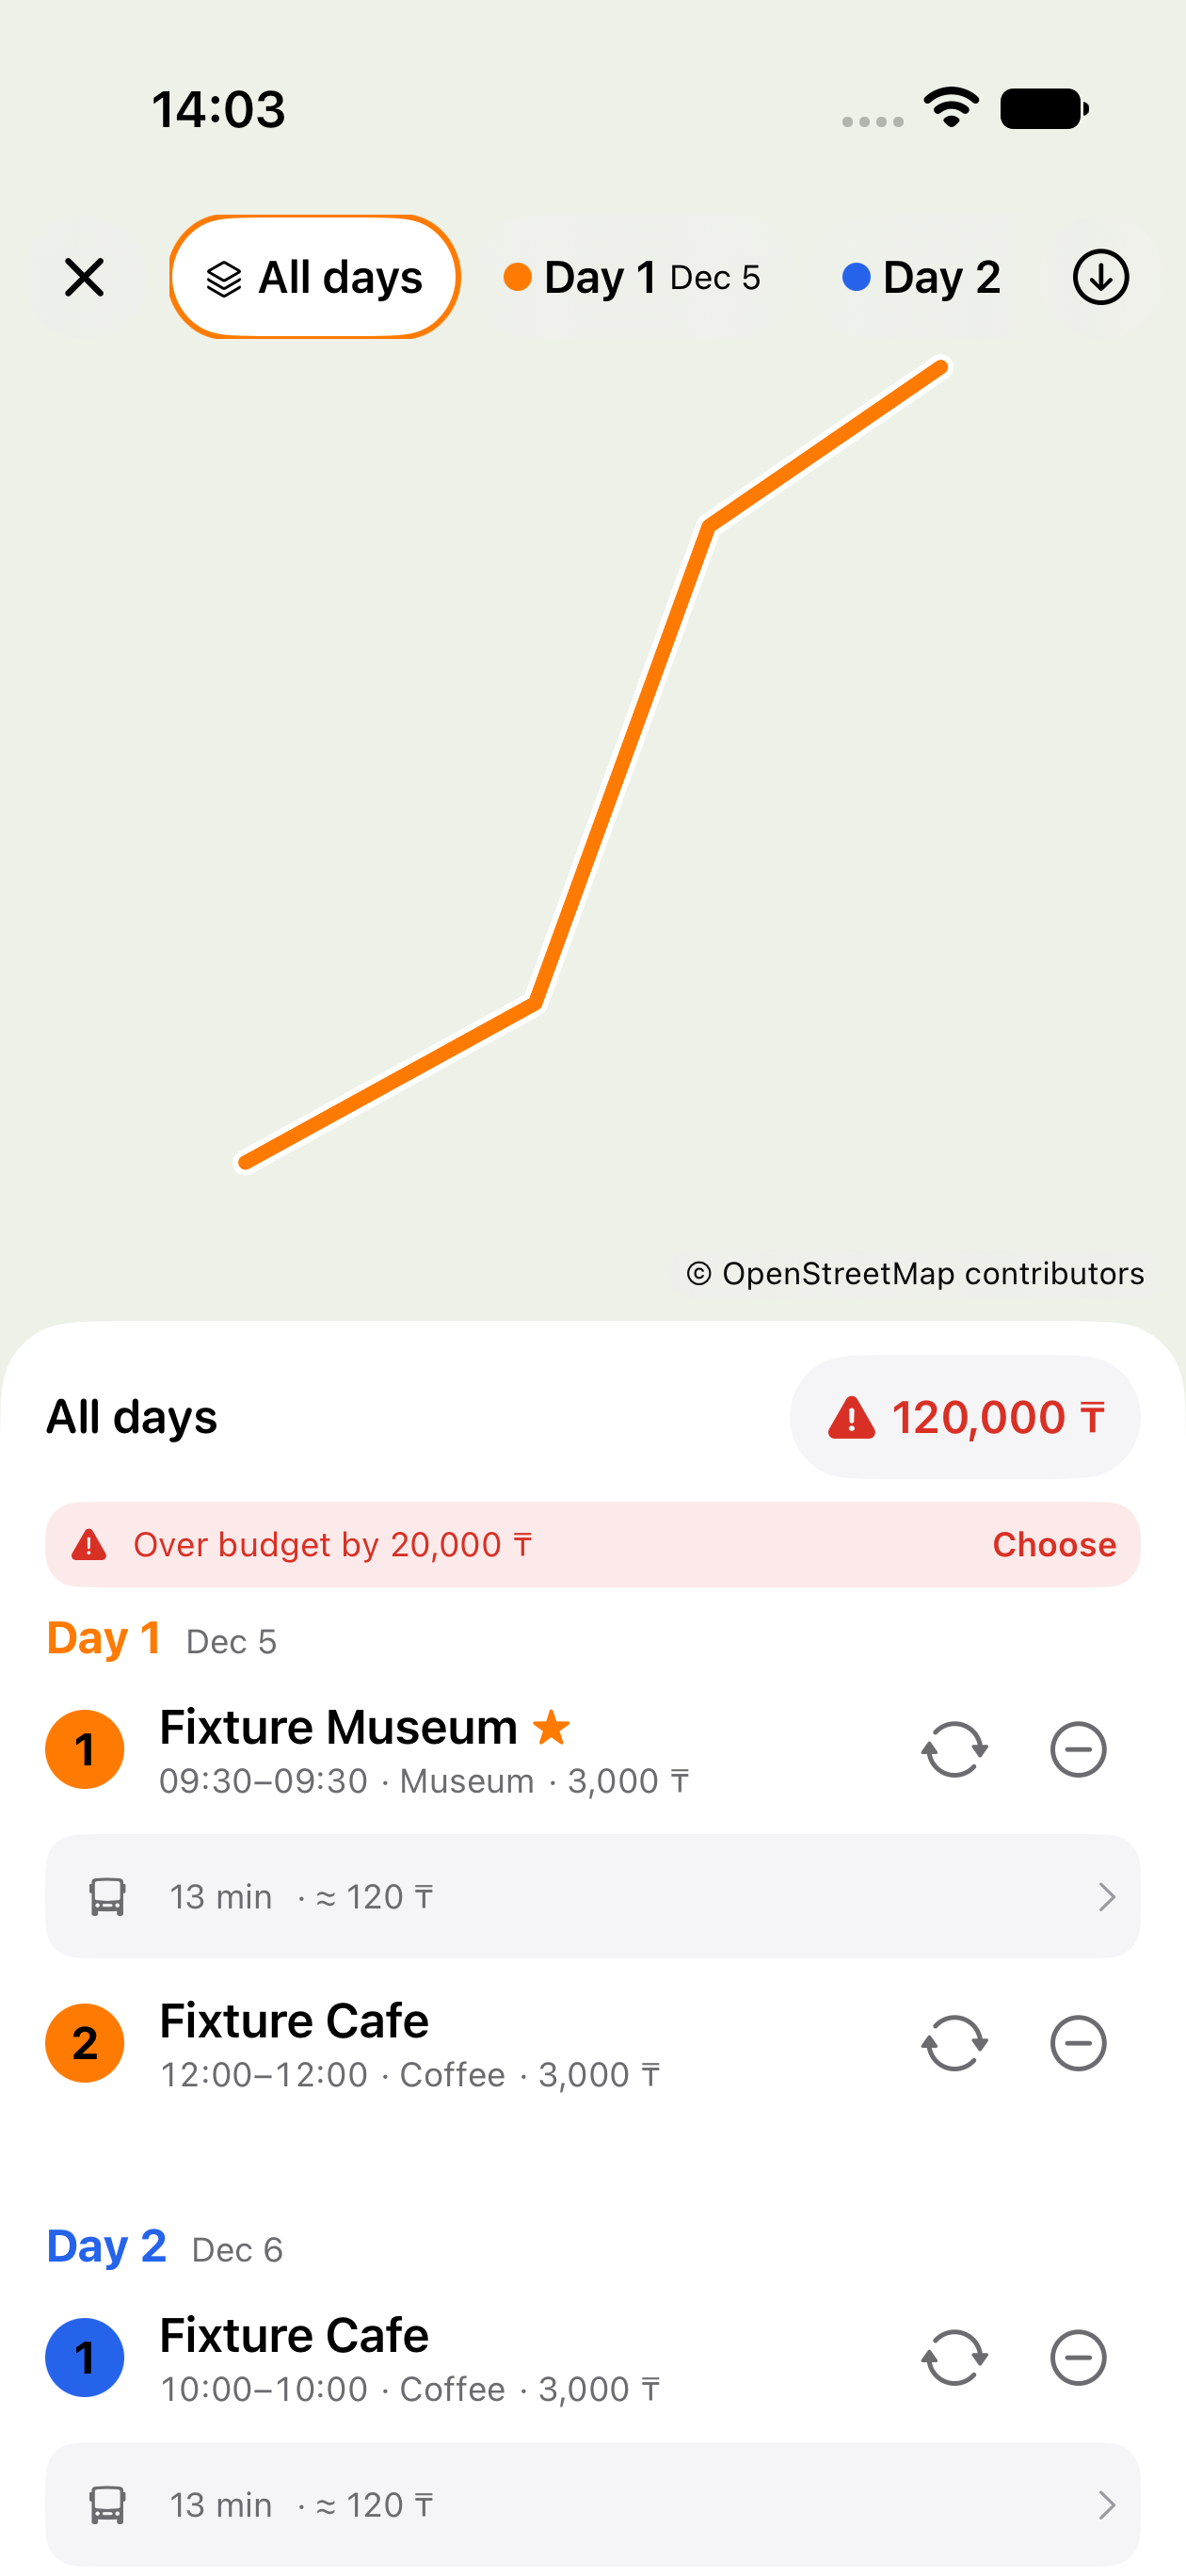 14:03
All days
Day 1 Dec 5
Day 2
© OpenStreetMap contributors
All days
120,000 ₸
Over budget by 20,000 ₸
Choose
Day 1 Dec 5
1
Fixture Museum
09:30–09:30 · Museum · 3,000 ₸
13 min · ≈ 120 ₸
2
Fixture Cafe
12:00–12:00 · Coffee · 3,000 ₸
Day 2 Dec 6
1
Fixture Cafe
10:00–10:00 · Coffee · 3,000 ₸
13 min · ≈ 120 ₸